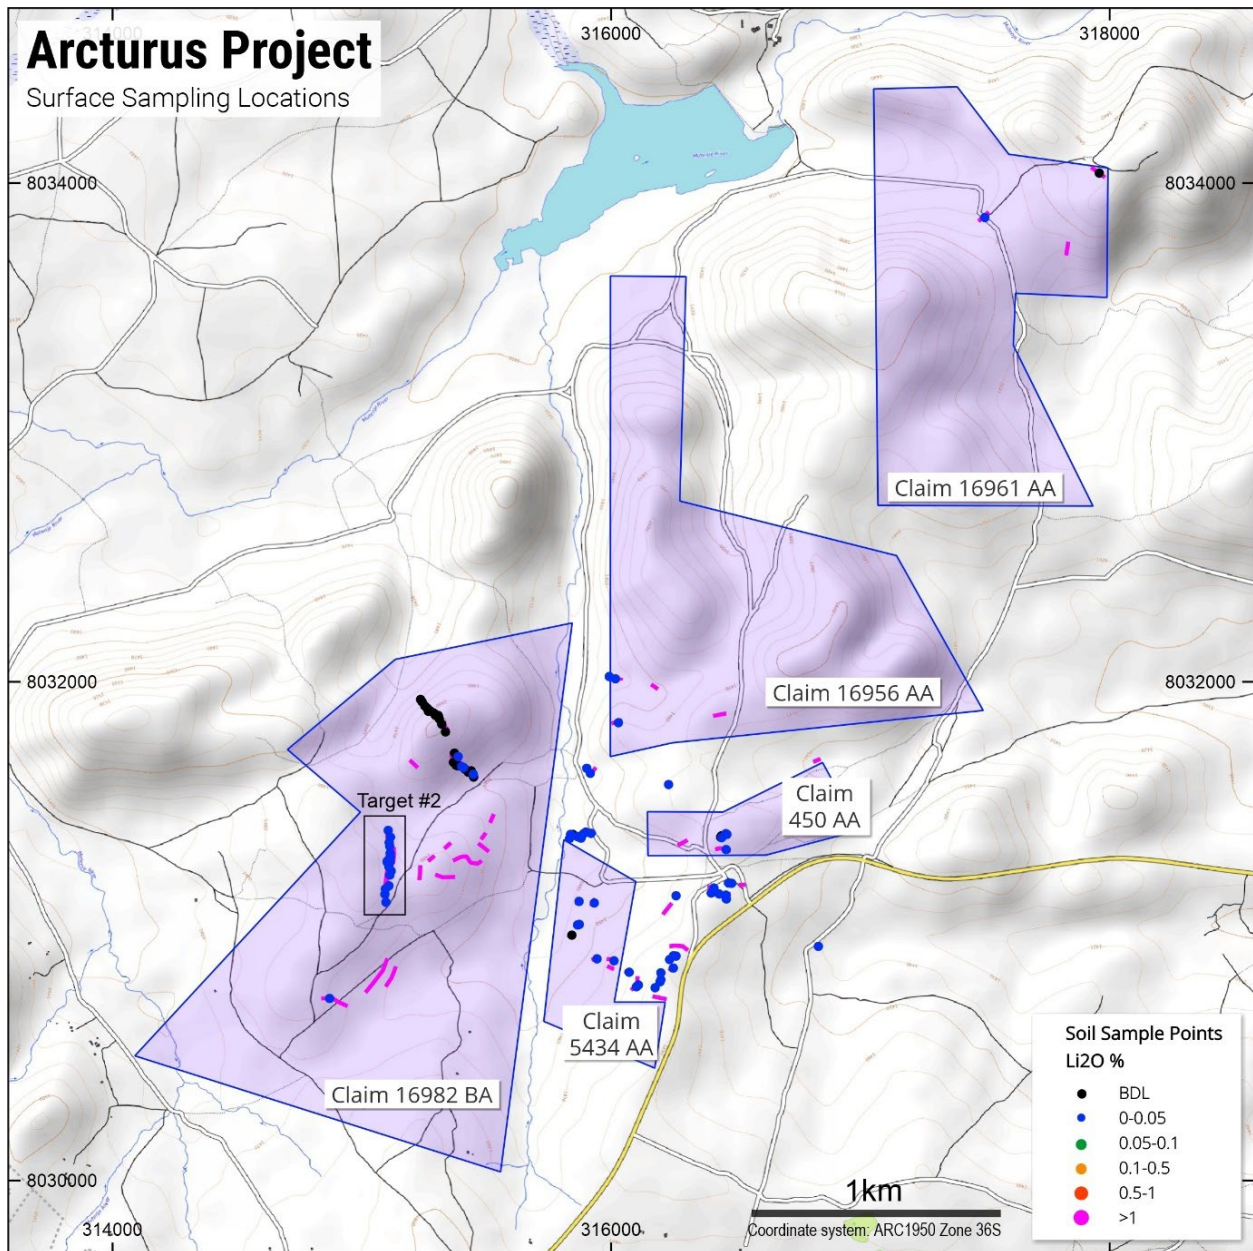 Arcturus Project
Surface Sampling Locations
316000
318000
8034000
8034000
Claim 16961 AA
8032000
8032000
Claim 16956 AA
Claim
450 AA
Target #2
Claim
5434 AA
Claim 16982 BA
Soil Sample Points
Li2O %
BDL
0-0.05
0.05-0.1
0.1-0.5
0.5-1
>1
8030000
1km
314000
316000
Coordinate system: ARC1950 Zone 36S